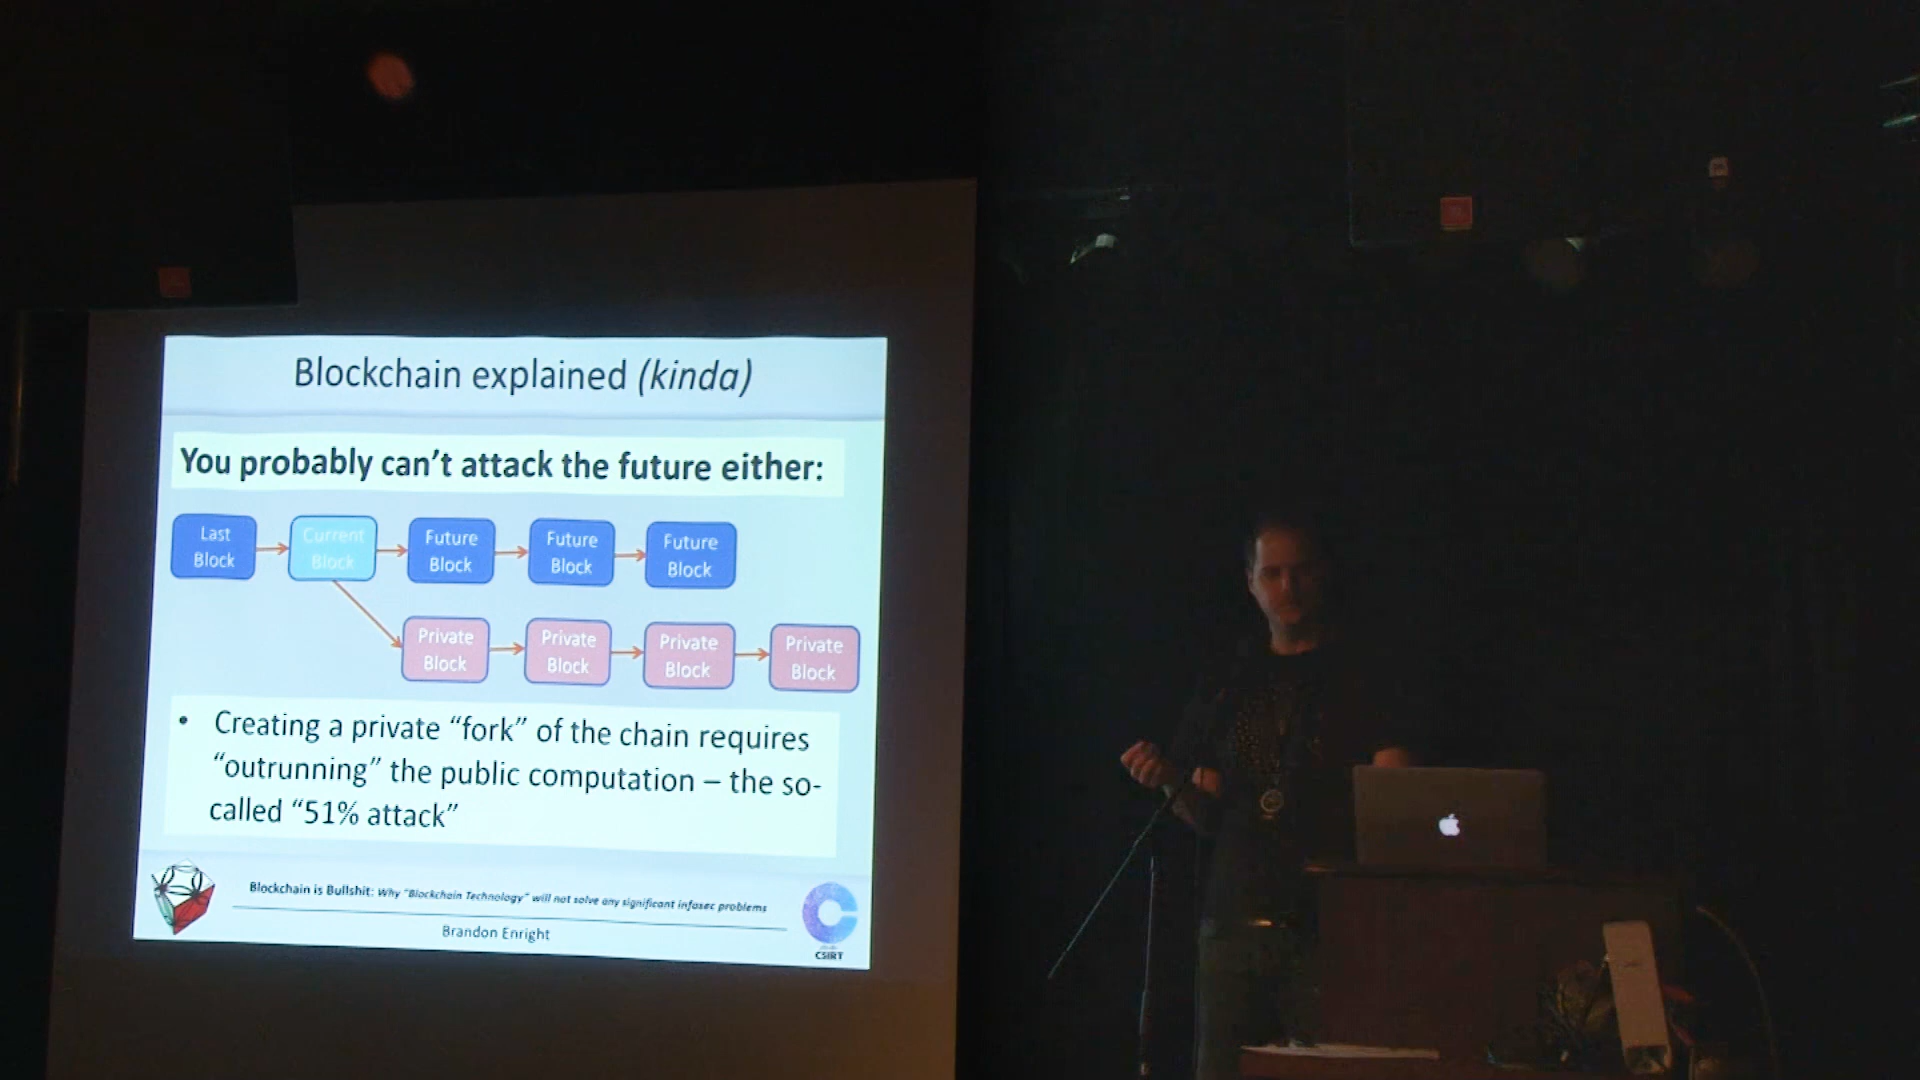 Blockchain explained (kinda)
You probably can’t attack the future either:
Last
Block
Current
Block
Future
Block
Future
Block
Future
Block
Private
Block
Private
Block
Private
Block
Private
Block
• Creating a private “fork” of the chain requires
“outrunning” the public computation – the so-
called “51% attack”
Blockchain is Bullshit: Why “Blockchain Technology” will not solve any significant infosec problems
Brandon Enright
CSIRT